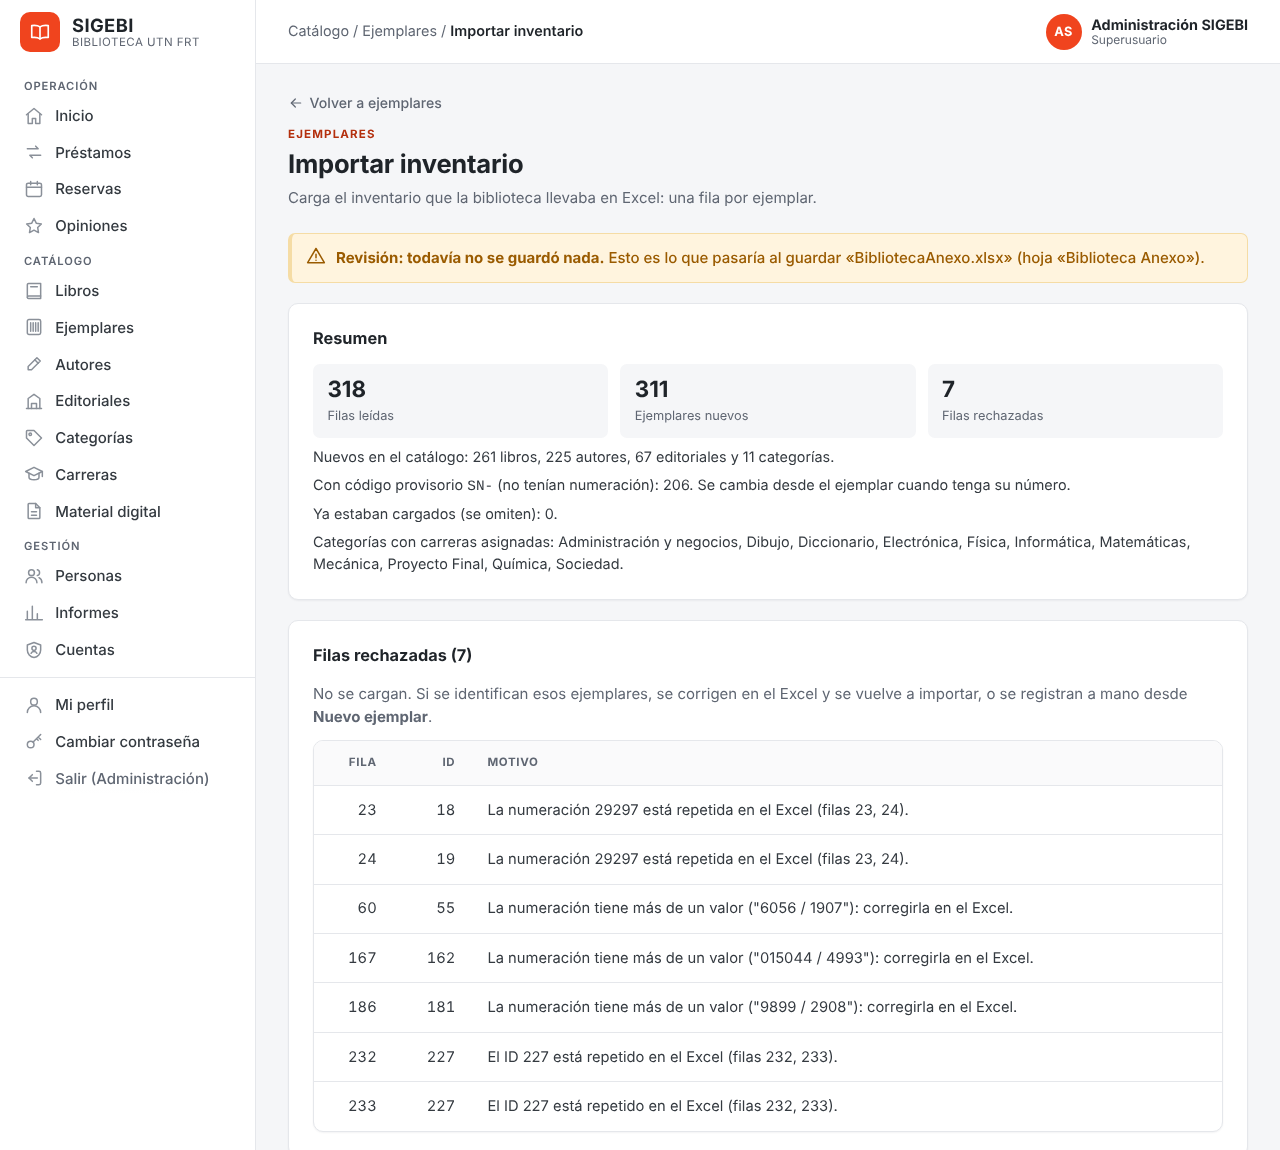 SIGEBI
BIBLIOTECA UTN FRT
OPERACIÓN
Inicio
Préstamos
Reservas
Opiniones
CATÁLOGO
Libros
Ejemplares
Autores
Editoriales
Categorías
Carreras
Material digital
GESTIÓN
Personas
Informes
Cuentas
Mi perfil
Cambiar contraseña
Salir (Administración)
Catálogo / Ejemplares / Importar inventario
AS
Administración SIGEBI
Superusuario
← Volver a ejemplares
EJEMPLARES
Importar inventario
Carga el inventario que la biblioteca llevaba en Excel: una fila por ejemplar.
Revisión: todavía no se guardó nada. Esto es lo que pasaría al guardar «BibliotecaAnexo.xlsx» (hoja «Biblioteca Anexo»).
Resumen
318
Filas leídas
311
Ejemplares nuevos
7
Filas rechazadas
Nuevos en el catálogo: 261 libros, 225 autores, 67 editoriales y 11 categorías.
Con código provisorio SN- (no tenían numeración): 206. Se cambia desde el ejemplar cuando tenga su número.
Ya estaban cargados (se omiten): 0.
Categorías con carreras asignadas: Administración y negocios, Dibujo, Diccionario, Electrónica, Física, Informática, Matemáticas,
Mecánica, Proyecto Final, Química, Sociedad.
Filas rechazadas (7)
No se cargan. Si se identifican esos ejemplares, se corrigen en el Excel y se vuelve a importar, o se registran a mano desde
Nuevo ejemplar.
FILA ID MOTIVO
23 18 La numeración 29297 está repetida en el Excel (filas 23, 24).
24 19 La numeración 29297 está repetida en el Excel (filas 23, 24).
60 55 La numeración tiene más de un valor ("6056 / 1907"): corregirla en el Excel.
167 162 La numeración tiene más de un valor ("015044 / 4993"): corregirla en el Excel.
186 181 La numeración tiene más de un valor ("9899 / 2908"): corregirla en el Excel.
232 227 El ID 227 está repetido en el Excel (filas 232, 233).
233 227 El ID 227 está repetido en el Excel (filas 232, 233).